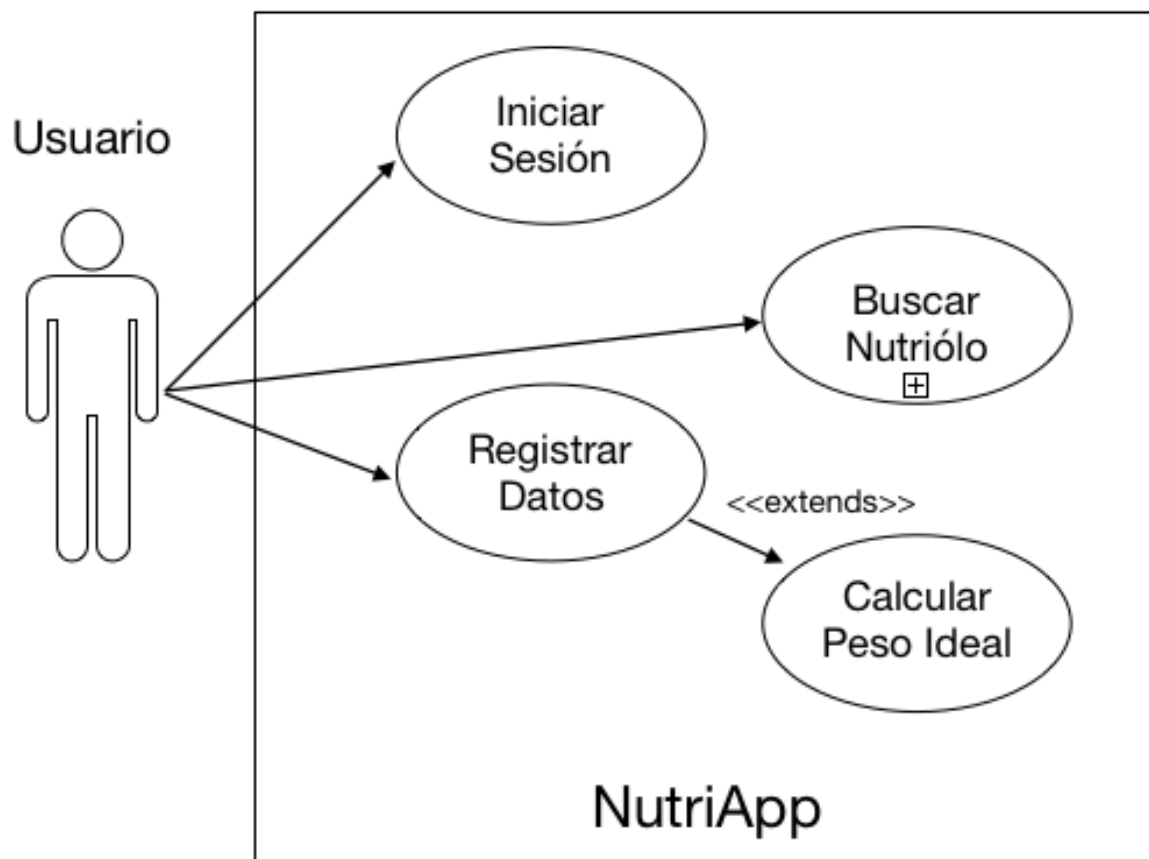 Usuario
Iniciar
Sesión
Buscar
Nutriólo
Registrar
Datos
<<extends>>
Calcular
Peso Ideal
NutriApp